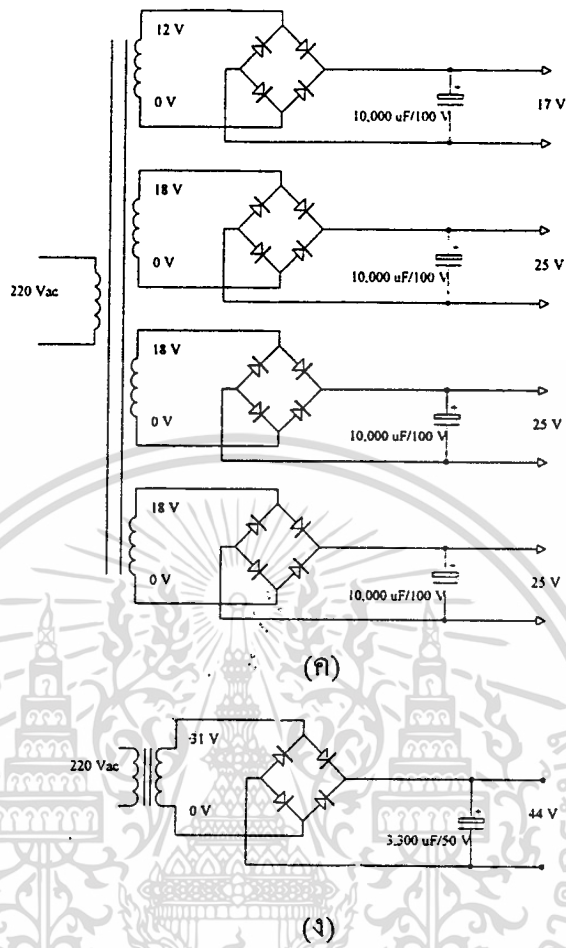 12 V
0 V
10,000 uF/100 V
+
17 V
18 V
0 V
10,000 uF/100 V
+
25 V
220 Vac
18 V
0 V
10,000 uF/100 V
+
25 V
18 V
0 V
10,000 uF/100 V
+
25 V
(ค)
220 Vac
31 V
0 V
3,300 uF/50 V
+
44 V
(ง)